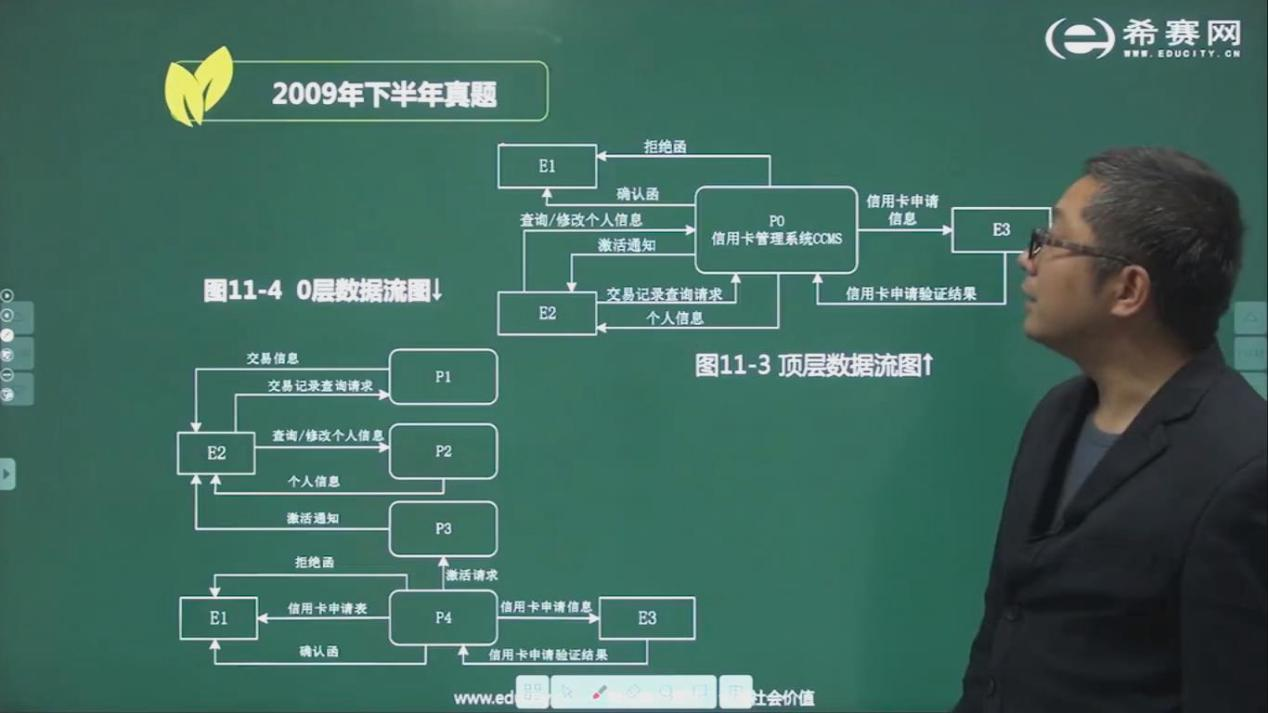 希赛网
WWW.EDUCITY.CN
2009年下半年真题
E1
拒绝函
确认函
查询/修改个人信息
激活通知
P0
信用卡管理系统CCMS
信用卡申请
信息
E3
E2
交易记录查询请求
个人信息
信用卡申请验证结果
图11-3 顶层数据流图↑
图11-4 0层数据流图↓
交易信息
P1
交易记录查询请求
E2
查询/修改个人信息
P2
个人信息
激活通知
P3
拒绝函
激活请求
E1
信用卡申请表
P4
信用卡申请信息
E3
确认函
信用卡申请验证结果
社会价值